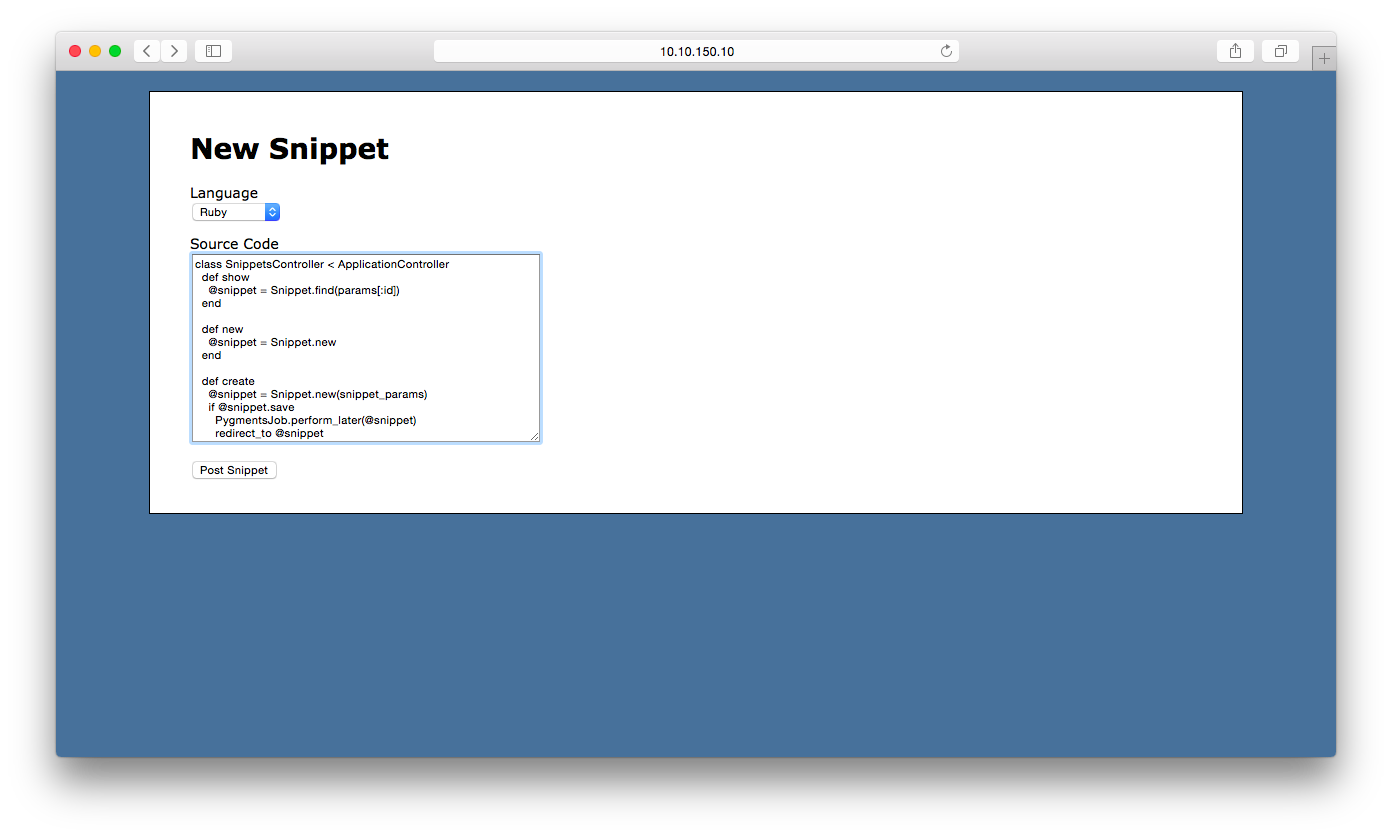 10.10.150.10
New Snippet
Language
Ruby
Source Code
class SnippetsController < ApplicationController
  def show
    @snippet = Snippet.find(params[:id])
  end

  def new
    @snippet = Snippet.new
  end

  def create
    @snippet = Snippet.new(snippet_params)
    if @snippet.save
      PygmentsJob.perform_later(@snippet)
      redirect_to @snippet
Post Snippet